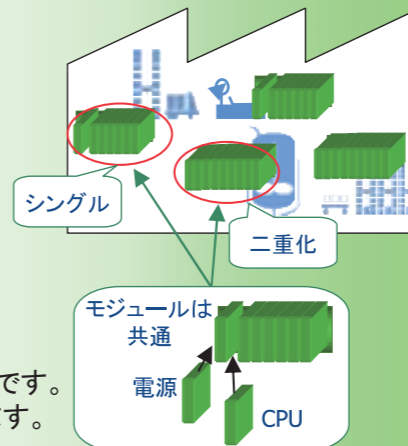 シングル
二重化
モジュールは
共通
電源
CPU
です。
す。